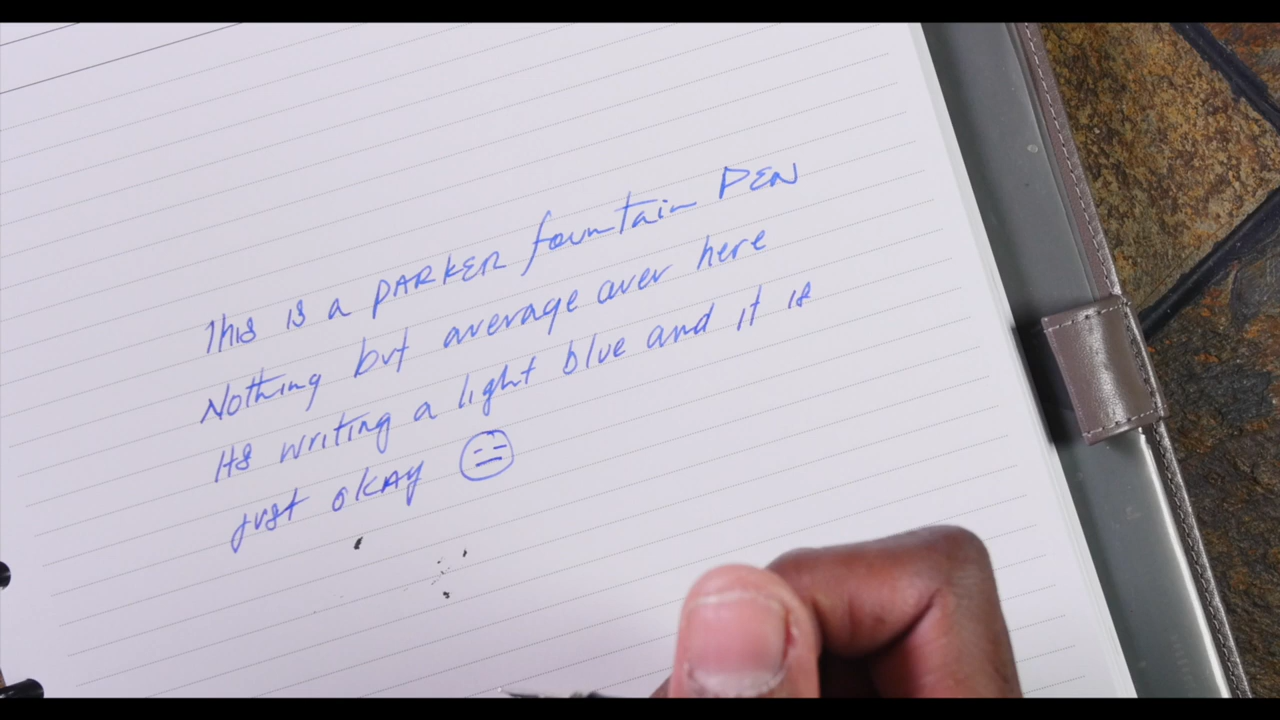 This is a PARKER fountain PEN
Nothing but average over here
Its writing a light blue and it is
just okay